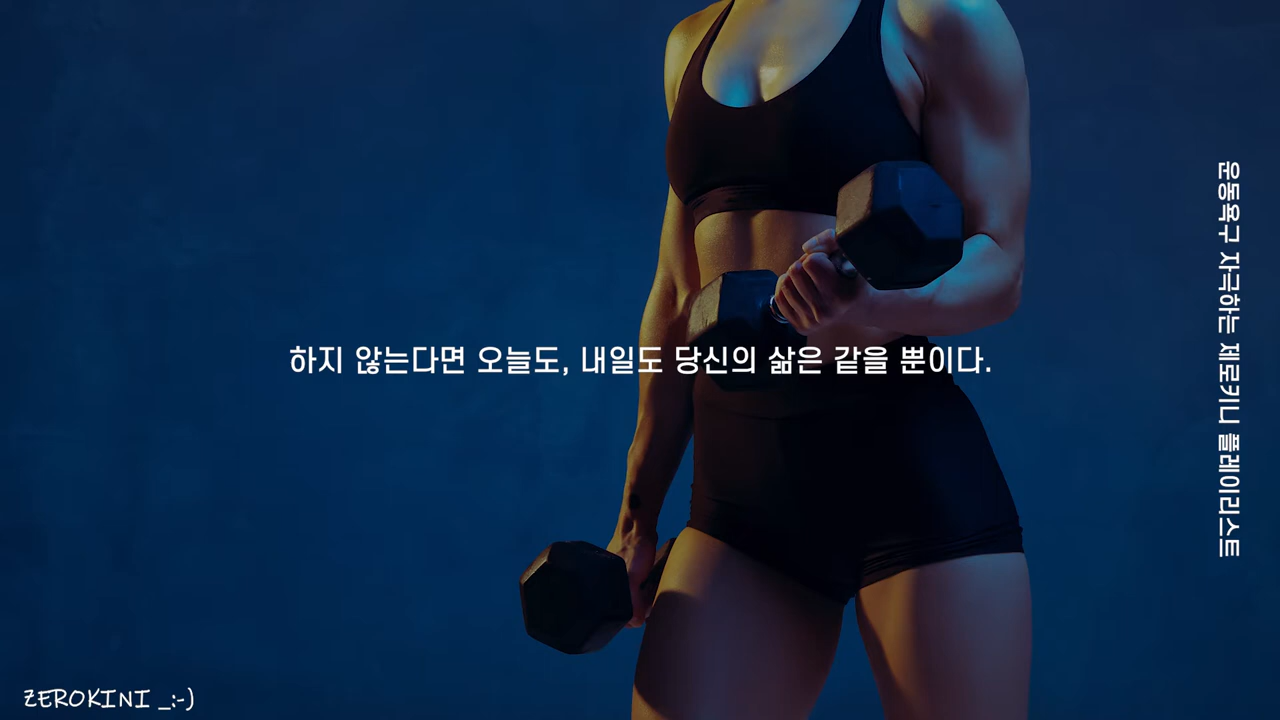 하지 않는다면 오늘도, 내일도 당신의 삶은 같을 뿐이다.
운동욕구 자극하는 제로키니 플레이리스트
ZEROKINI _:-)